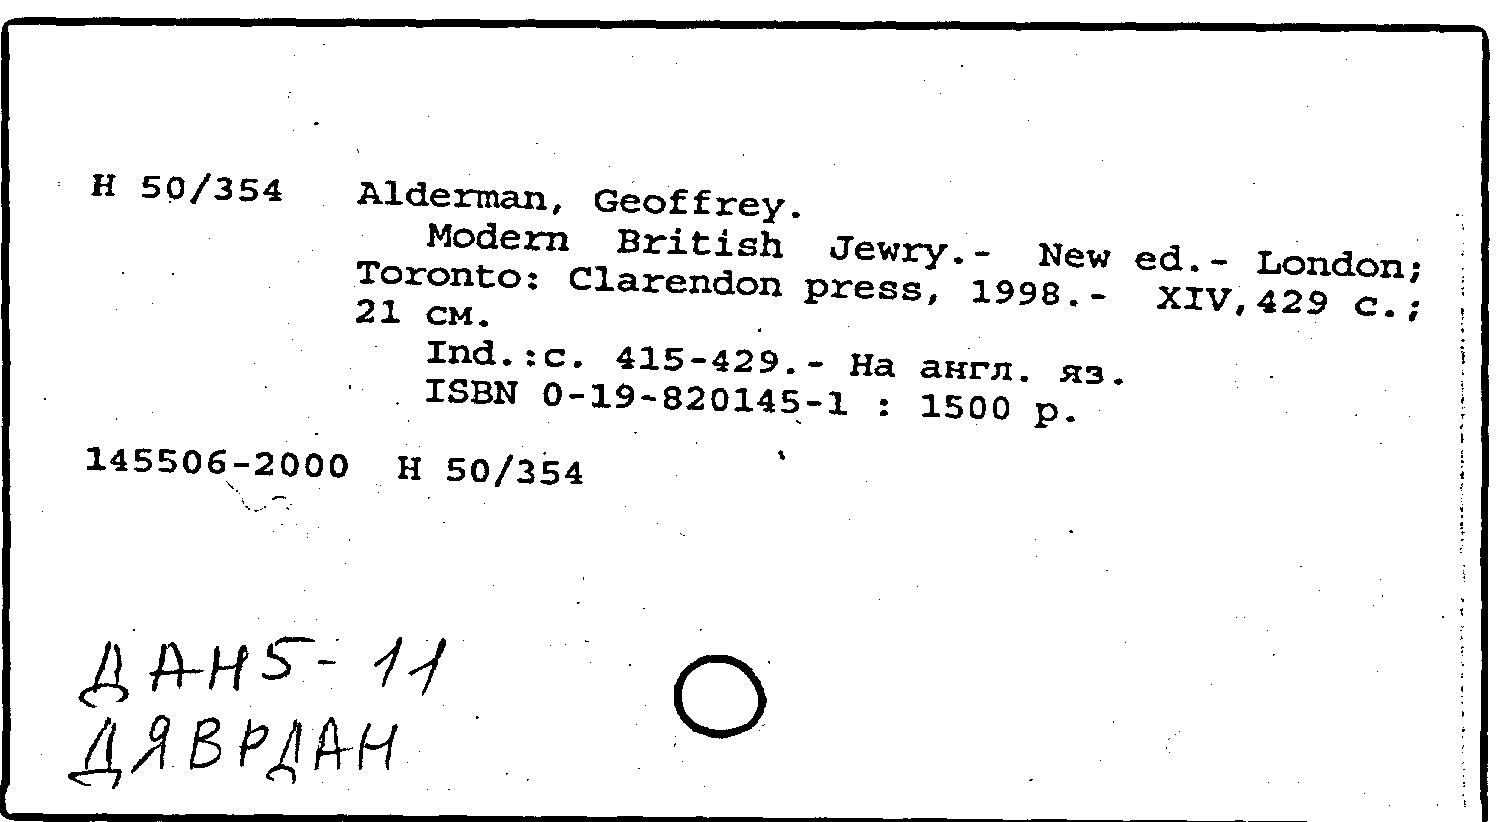 Н 50/354 Alderman, Geoffrey.
Modern British Jewry.- New ed.- London;
Toronto: Clarendon press, 1998.- XIV,429 с.;
21 см.
Ind.:с. 415-429.- На англ. яз.
ISBN 0-19-820145-1 : 1500 р.
145506-2000 Н 50/354
ДАН5-11
ДЯВРДАН